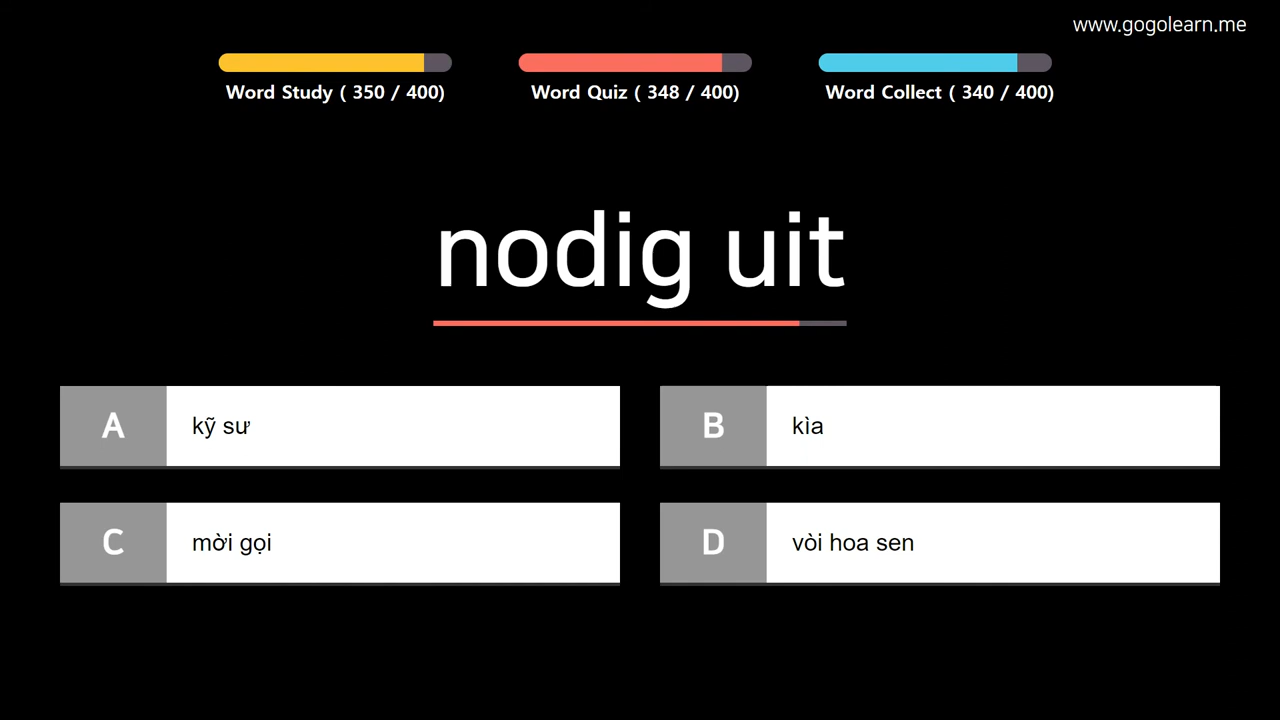 www.gogolearn.me
Word Study ( 350 / 400)
Word Quiz ( 348 / 400)
Word Collect ( 340 / 400)
nodig uit
A
kỹ sư
B
kìa
C
mời gọi
D
vòi hoa sen